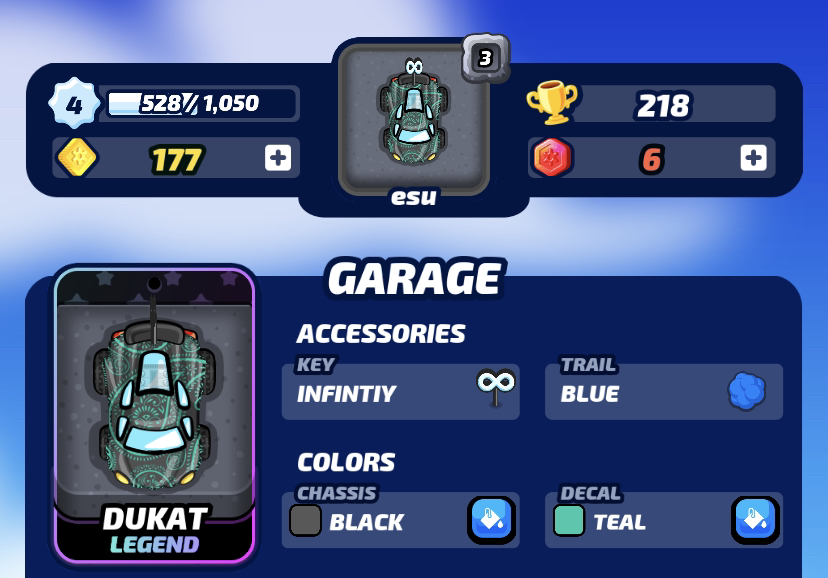 3
4
528/1,050
218
177
6
esu
GARAGE
ACCESSORIES
KEY
INFINTIY
TRAIL
BLUE
COLORS
CHASSIS
BLACK
DECAL
TEAL
DUKAT
LEGEND